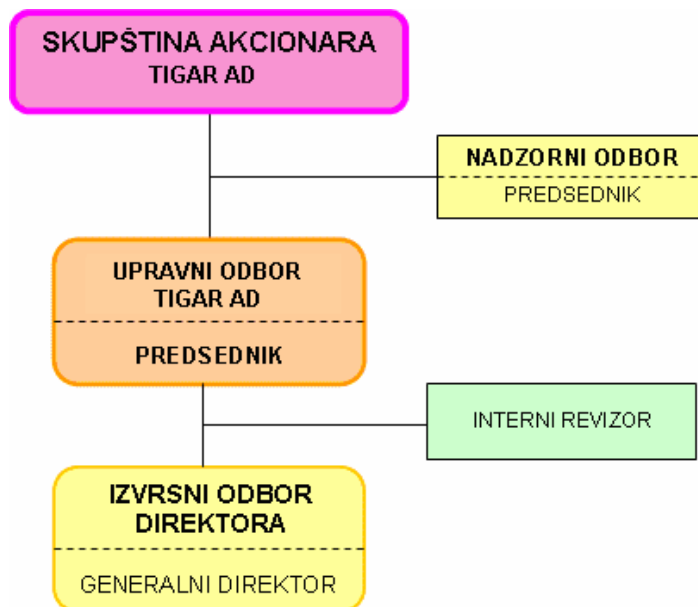 SKUPŠTINA AKCIONARA
TIGAR AD
NADZORNI ODBOR
PREDSEDNIK
UPRAVNI ODBOR
TIGAR AD
PREDSEDNIK
INTERNI REVIZOR
IZVRSNI ODBOR
DIREKTORA
GENERALNI DIREKTOR